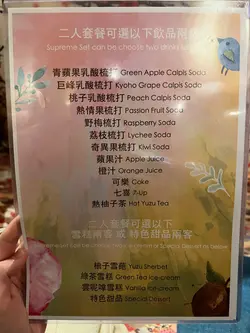 二人套餐可選以下飲品兩
Supreme Set can be choose two drinks
青蘋果乳酸梳打 Green Apple Calpis Soda
巨峰乳酸梳打 Kyoho Grape Calpis Soda
桃子乳酸梳打 Peach Calpis Soda
熱情果梳打 Passion Fruit Soda
野梅梳打 Raspberry Soda
荔枝梳打 Lychee Soda
奇異果梳打 Kiwi Soda
蘋果汁 Apple Juice
橙汁 Orange Juice
可樂 Coke
七喜 7-Up
熱柚子茶 Hot Yuzu Tea
二人套餐可選以下
雪糕兩客 或 特色甜品兩客
柚子雪葩 Yuzu Sherbet
綠茶雪糕 Green Tea Ice-cream
雲呢嗱雪糕 Vanilla Ice-cream
特色甜品 Special Dessert